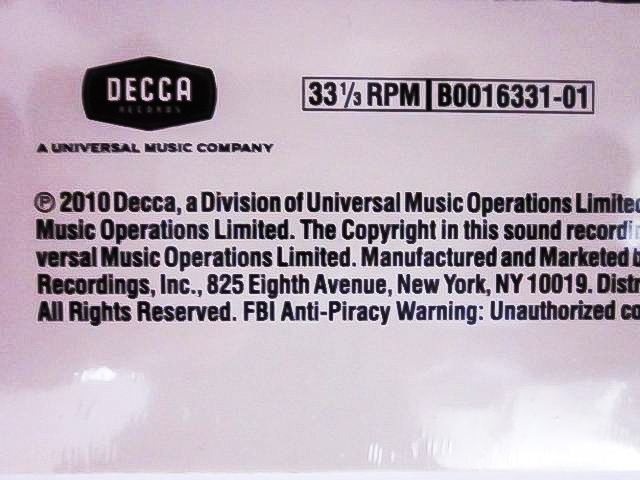 DECCA
RECORDS
33⅓ RPM B0016331-01
A UNIVERSAL MUSIC COMPANY
℗ 2010 Decca, a Division of Universal Music Operations Limited
Music Operations Limited. The Copyright in this sound recordi
versal Music Operations Limited. Manufactured and Marketed b
Recordings, Inc., 825 Eighth Avenue, New York, NY 10019. Distr
All Rights Reserved. FBI Anti-Piracy Warning: Unauthorized co